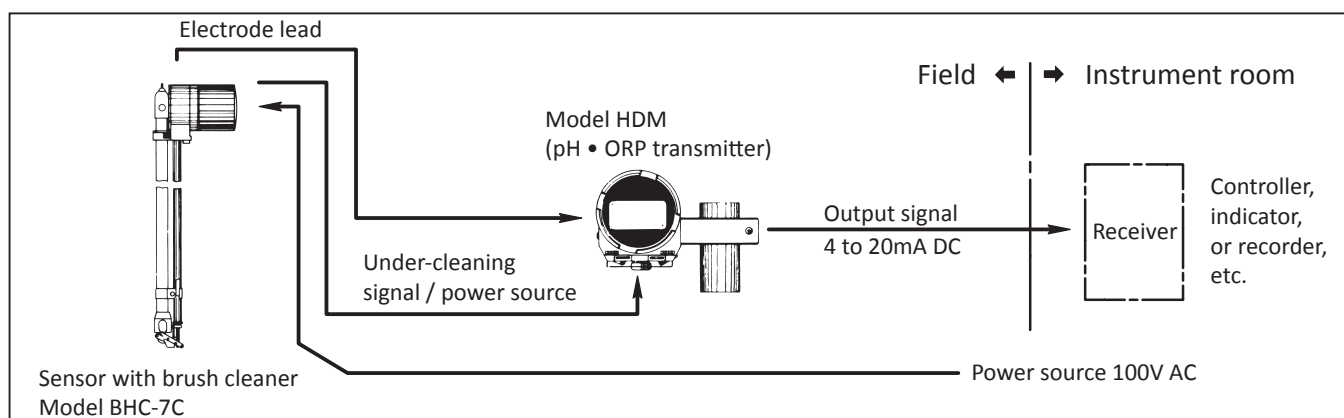 Electrode lead
Field
Instrument room
Model HDM
(pH • ORP transmitter)
Output signal
4 to 20mA DC
Receiver
Controller,
indicator,
or recorder,
etc.
Under-cleaning
signal / power source
Power source 100V AC
Sensor with brush cleaner
Model BHC-7C